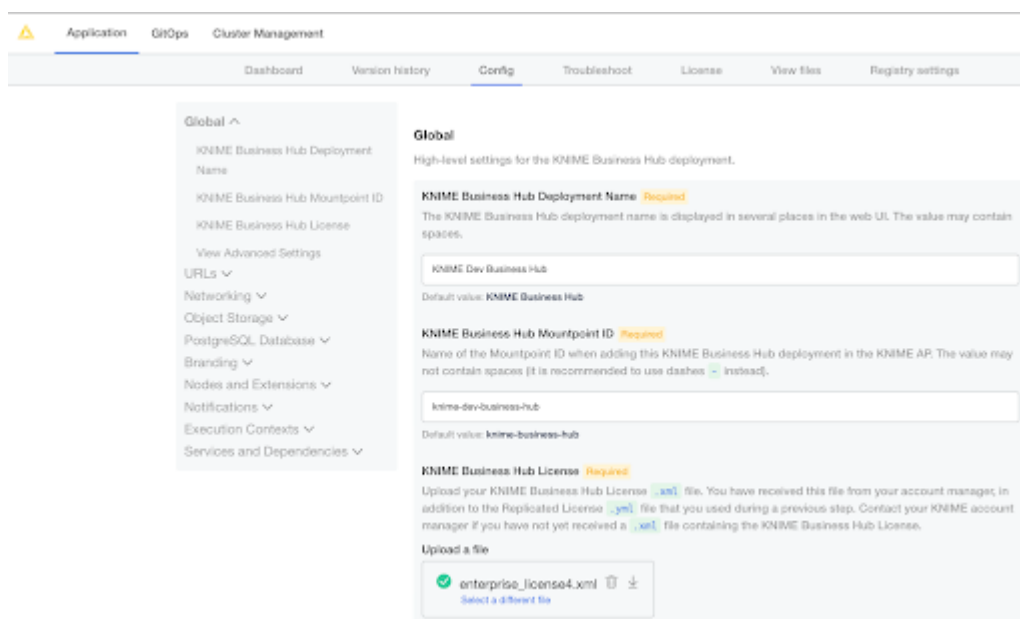 Application GitOps Cluster Management
Dashboard Version history Config Troubleshoot License View files Registry settings
Global
KNIME Business Hub Deployment
Name
KNIME Business Hub Mountpoint ID
KNIME Business Hub License
View Advanced Settings
URLs
Networking
Object Storage
PostgreSQL Database
Branding
Nodes and Extensions
Notifications
Execution Contexts
Services and Dependencies
Global
High-level settings for the KNIME Business Hub deployment.
KNIME Business Hub Deployment Name Required
The KNIME Business Hub deployment name is displayed in several places in the web UI. The value may contain
spaces.
KNIME Dev Business Hub
Default value: KNIME Business Hub
KNIME Business Hub Mountpoint ID Required
Name of the Mountpoint ID when adding this KNIME Business Hub deployment in the KNIME AP. The value may
not contain spaces (it is recommended to use dashes - instead).
knime-dev-business-hub
Default value: knime-business-hub
KNIME Business Hub License Required
Upload your KNIME Business Hub License .xml file. You have received this file from your account manager, in
addition to the Replicated License .yml file that you used during a previous step. Contact your KNIME account
manager if you have not yet received a .xml file containing the KNIME Business Hub License.
Upload a file
enterprise_license4.xml
Select a different file